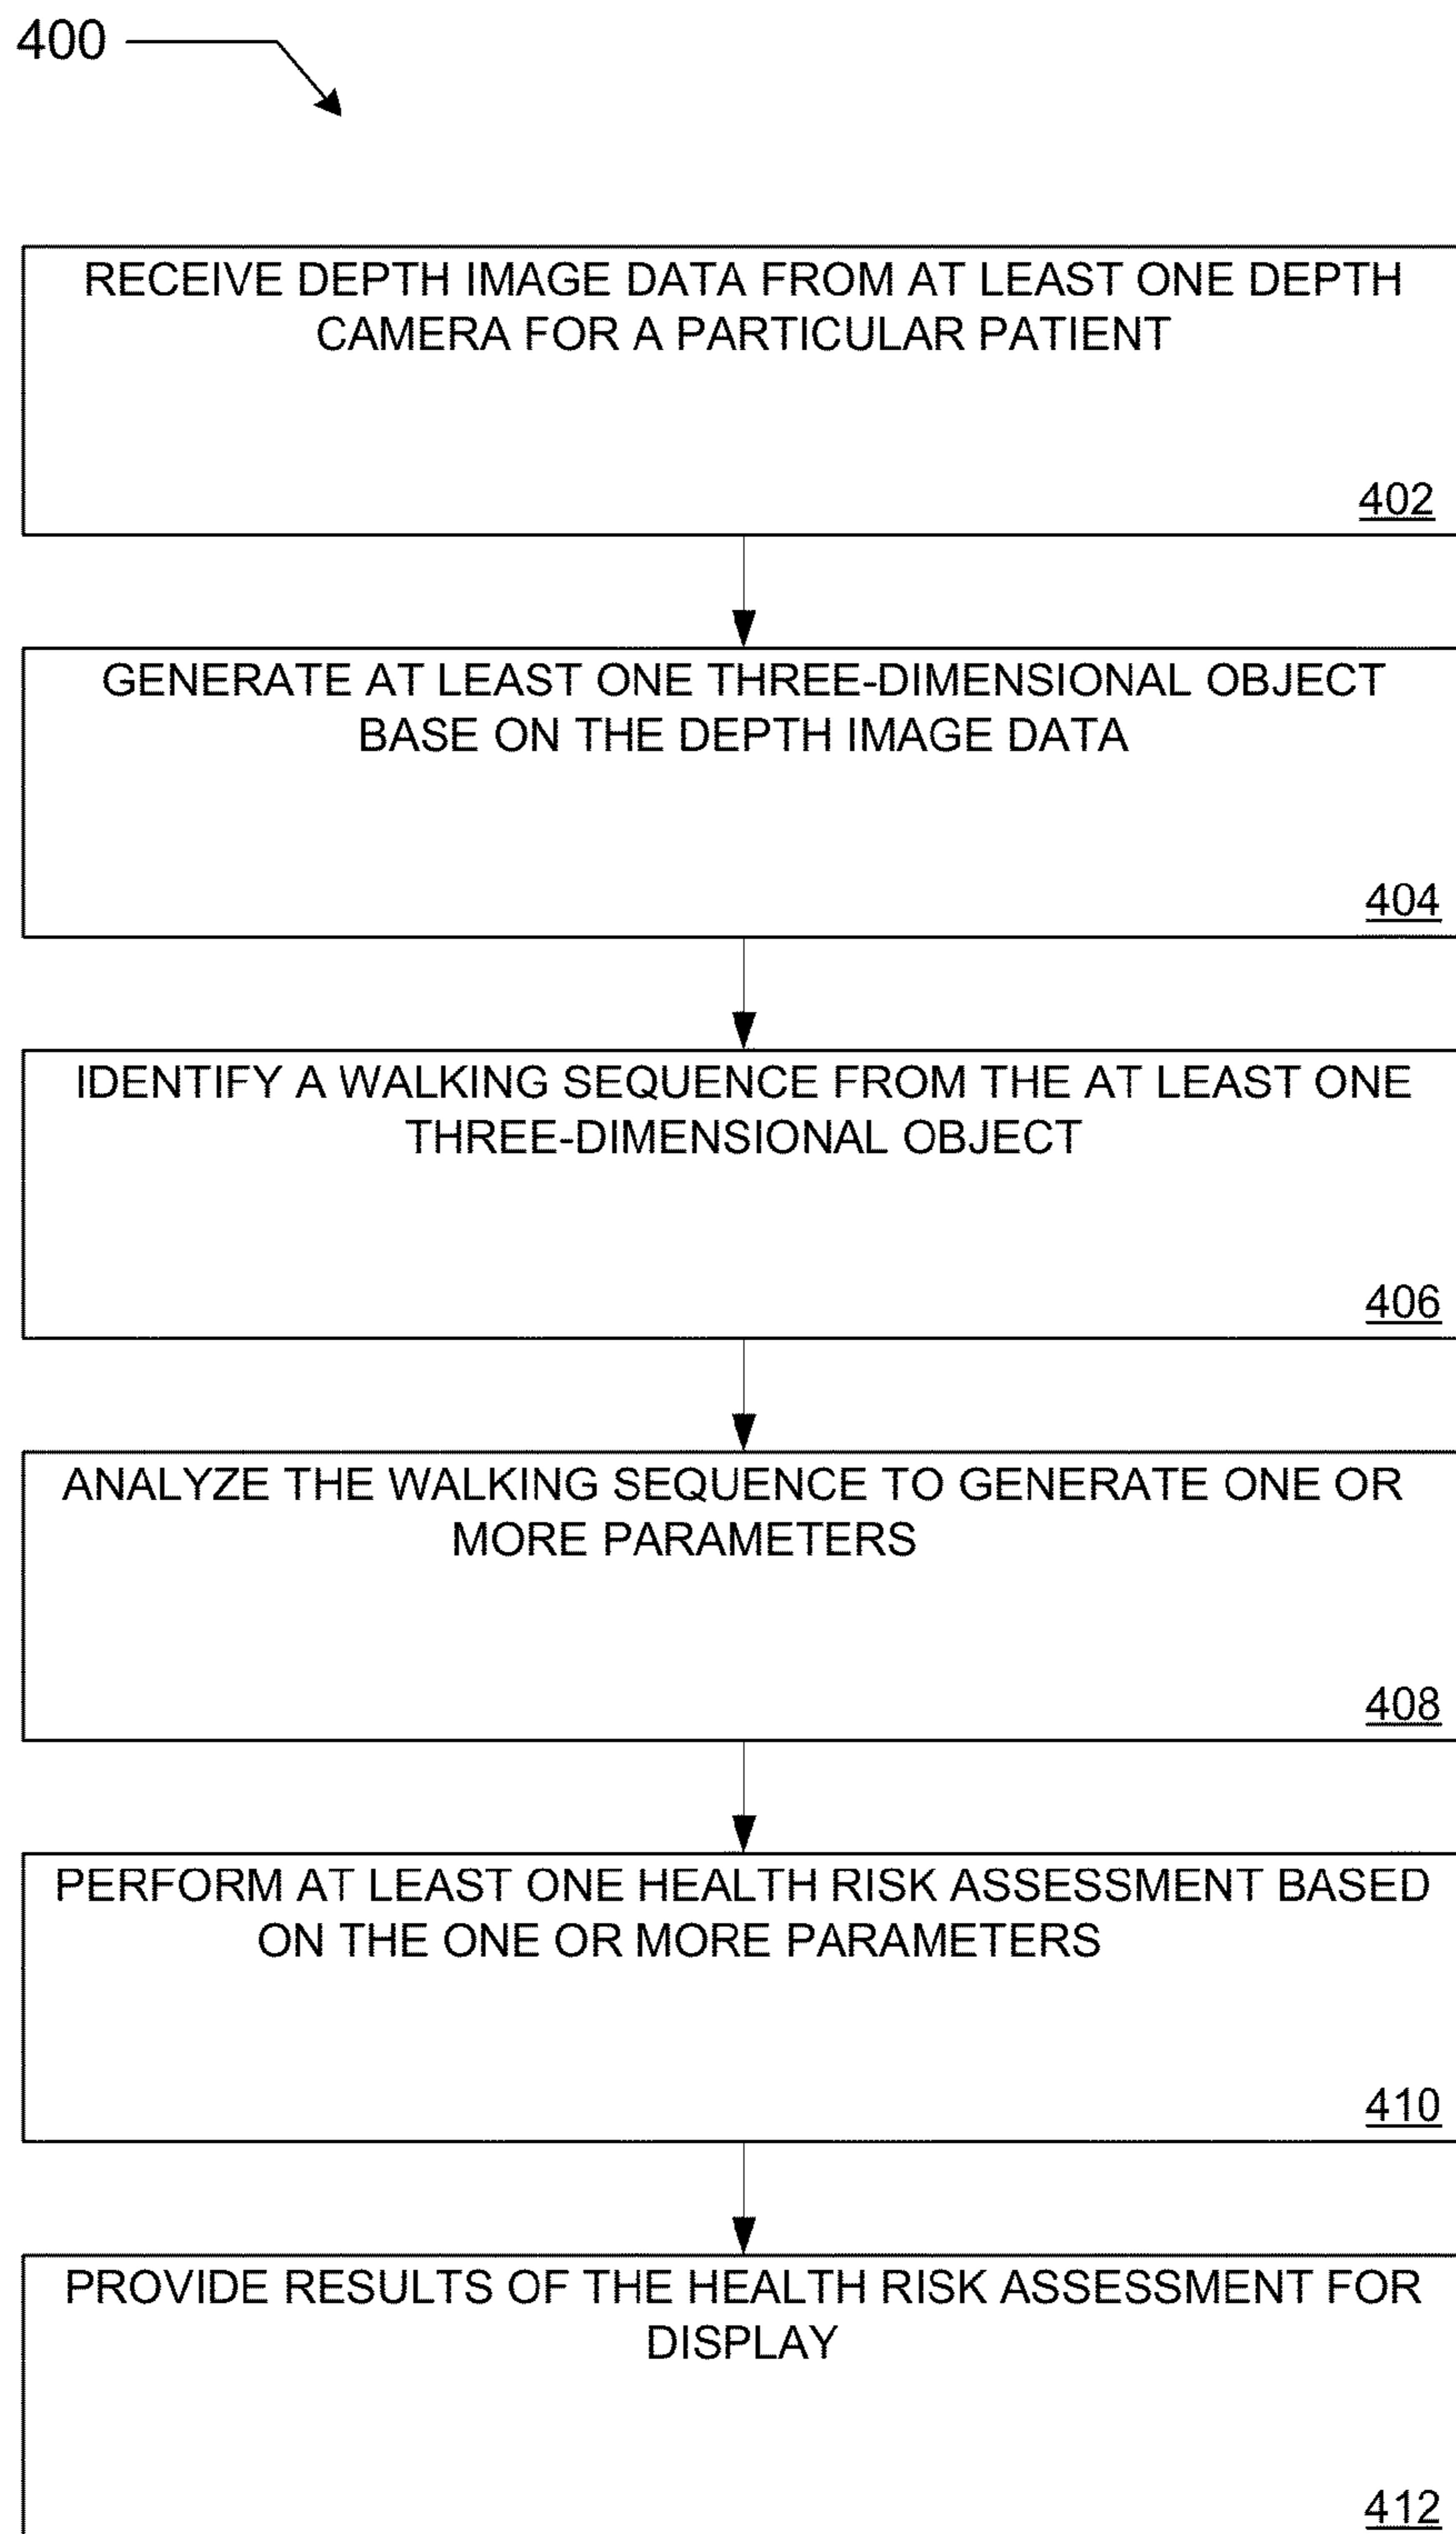 400
RECEIVE DEPTH IMAGE DATA FROM AT LEAST ONE DEPTH
CAMERA FOR A PARTICULAR PATIENT
402
GENERATE AT LEAST ONE THREE-DIMENSIONAL OBJECT
BASE ON THE DEPTH IMAGE DATA
404
IDENTIFY A WALKING SEQUENCE FROM THE AT LEAST ONE
THREE-DIMENSIONAL OBJECT
406
ANALYZE THE WALKING SEQUENCE TO GENERATE ONE OR
MORE PARAMETERS
408
PERFORM AT LEAST ONE HEALTH RISK ASSESSMENT BASED
ON THE ONE OR MORE PARAMETERS
410
PROVIDE RESULTS OF THE HEALTH RISK ASSESSMENT FOR
DISPLAY
412